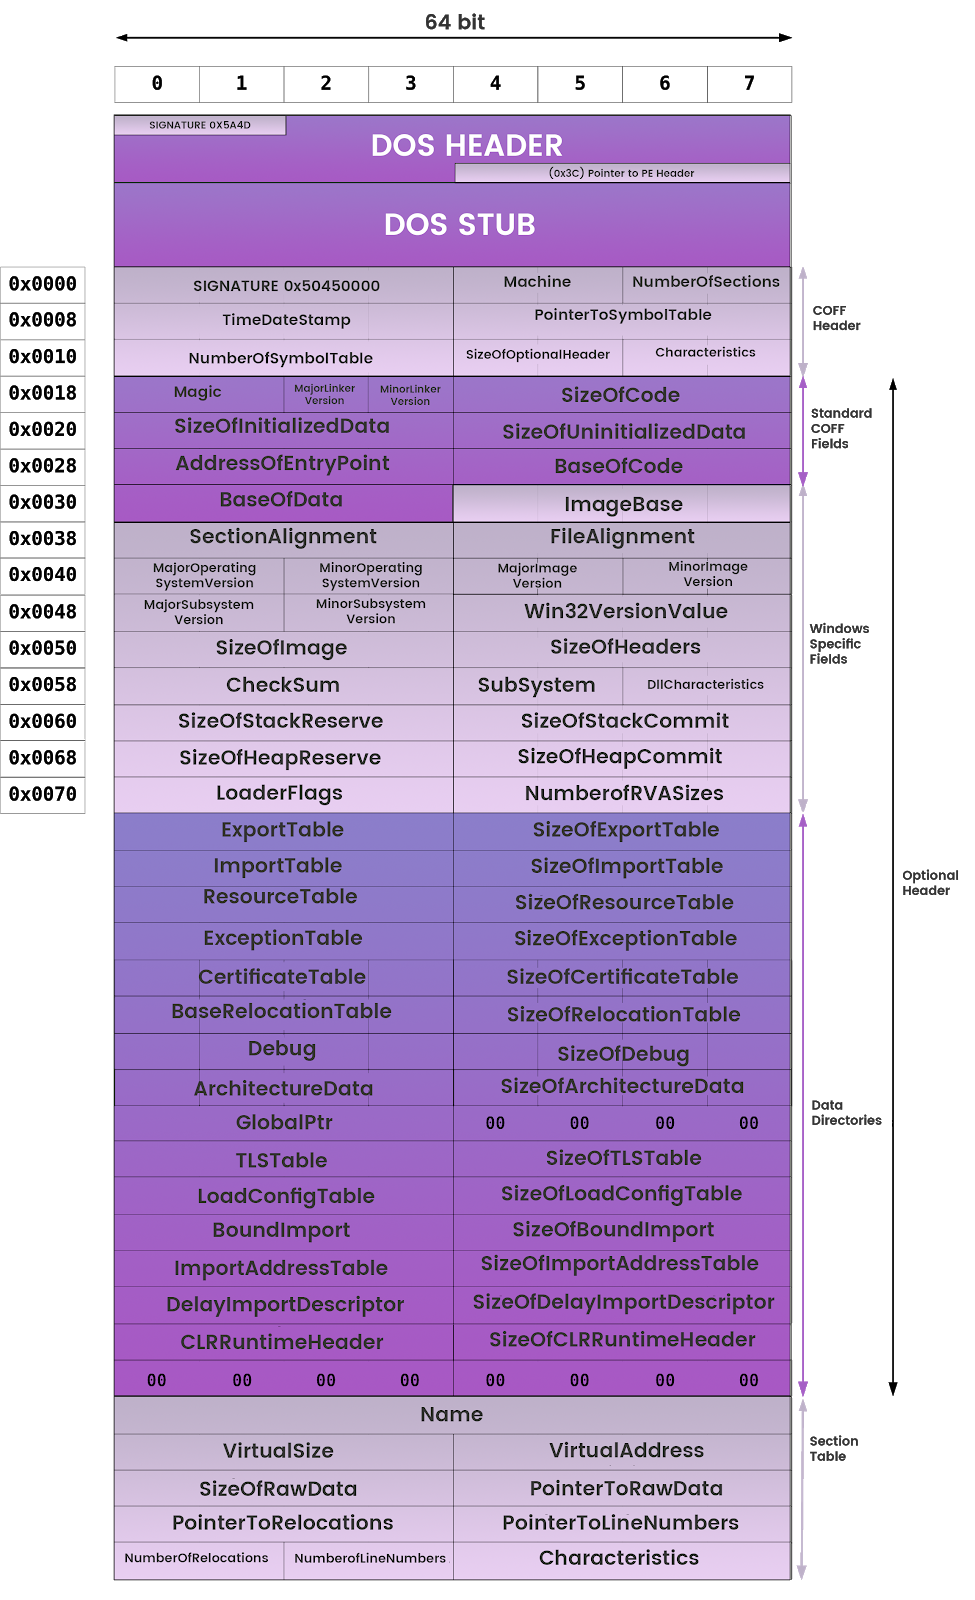 64 bit
0 1 2 3 4 5 6 7
SIGNATURE 0X5A4D
DOS HEADER
(0x3C) Pointer to PE Header
DOS STUB
0x0000 SIGNATURE 0x50450000 Machine NumberOfSections
0x0008 TimeDateStamp PointerToSymbolTable
COFF
Header
0x0010 NumberOfSymbolTable SizeOfOptionalHeader Characteristics
0x0018 Magic MajorLinker
Version MinorLinker
Version SizeOfCode
Standard
COFF
Fields
0x0020 SizeOfInitializedData SizeOfUninitializedData
0x0028 AddressOfEntryPoint BaseOfCode
0x0030 BaseOfData ImageBase
0x0038 SectionAlignment FileAlignment
0x0040 MajorOperating
SystemVersion MinorOperating
SystemVersion MajorImage
Version MinorImage
Version
0x0048 MajorSubsystem
Version MinorSubsystem
Version Win32VersionValue
Windows
Specific
Fields
0x0050 SizeOfImage SizeOfHeaders
0x0058 CheckSum SubSystem DllCharacteristics
0x0060 SizeOfStackReserve SizeOfStackCommit
0x0068 SizeOfHeapReserve SizeOfHeapCommit
0x0070 LoaderFlags NumberofRVASizes
ExportTable SizeOfExportTable
ImportTable SizeOfImportTable
Optional
Header
ResourceTable SizeOfResourceTable
ExceptionTable SizeOfExceptionTable
CertificateTable SizeOfCertificateTable
BaseRelocationTable SizeOfRelocationTable
Debug SizeOfDebug
ArchitectureData SizeOfArchitectureData
Data
Directories
GlobalPtr 00 00 00 00
TLSTable SizeOfTLSTable
LoadConfigTable SizeOfLoadConfigTable
BoundImport SizeOfBoundImport
ImportAddressTable SizeOfImportAddressTable
DelayImportDescriptor SizeOfDelayImportDescriptor
CLRRuntimeHeader SizeOfCLRRuntimeHeader
00 00 00 00 00 00 00 00
Name
Section
Table
VirtualSize VirtualAddress
SizeOfRawData PointerToRawData
PointerToRelocations PointerToLineNumbers
NumberOfRelocations NumberofLineNumbers Characteristics